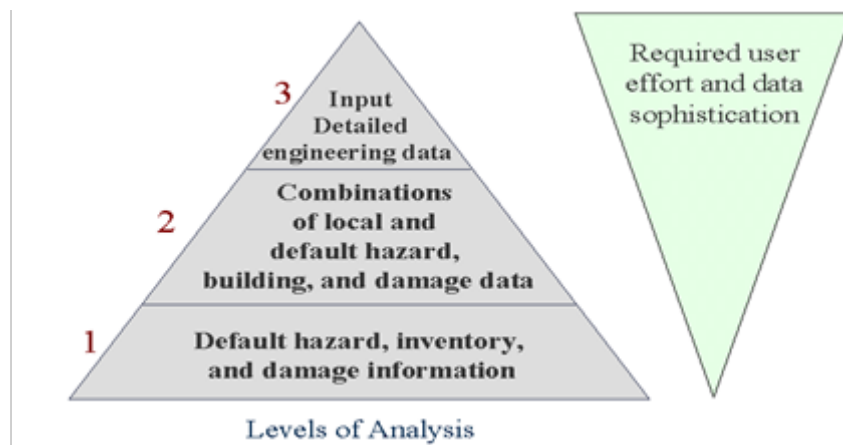 3
Input
Detailed
engineering data
2
Combinations
of local and
default hazard,
building, and damage data
1
Default hazard, inventory,
and damage information
Levels of Analysis
Required user
effort and data
sophistication